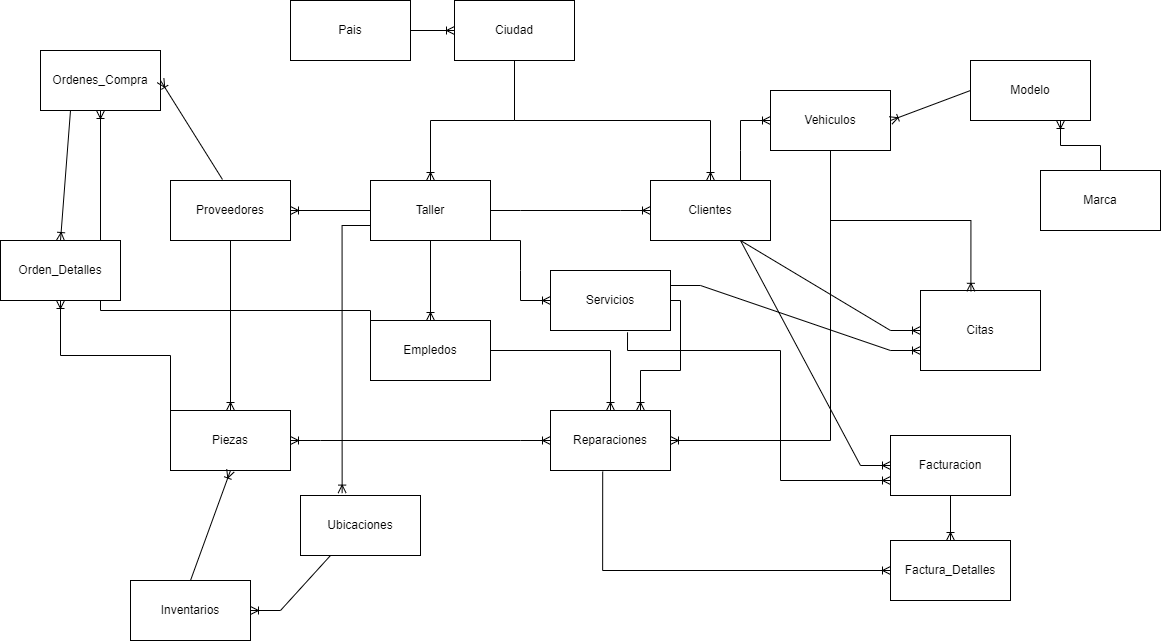 Pais
Ciudad
Ordenes_Compra
Modelo
Vehiculos
Marca
Proveedores
Taller
Clientes
Orden_Detalles
Servicios
Citas
Empledos
Piezas
Reparaciones
Facturacion
Ubicaciones
Factura_Detalles
Inventarios